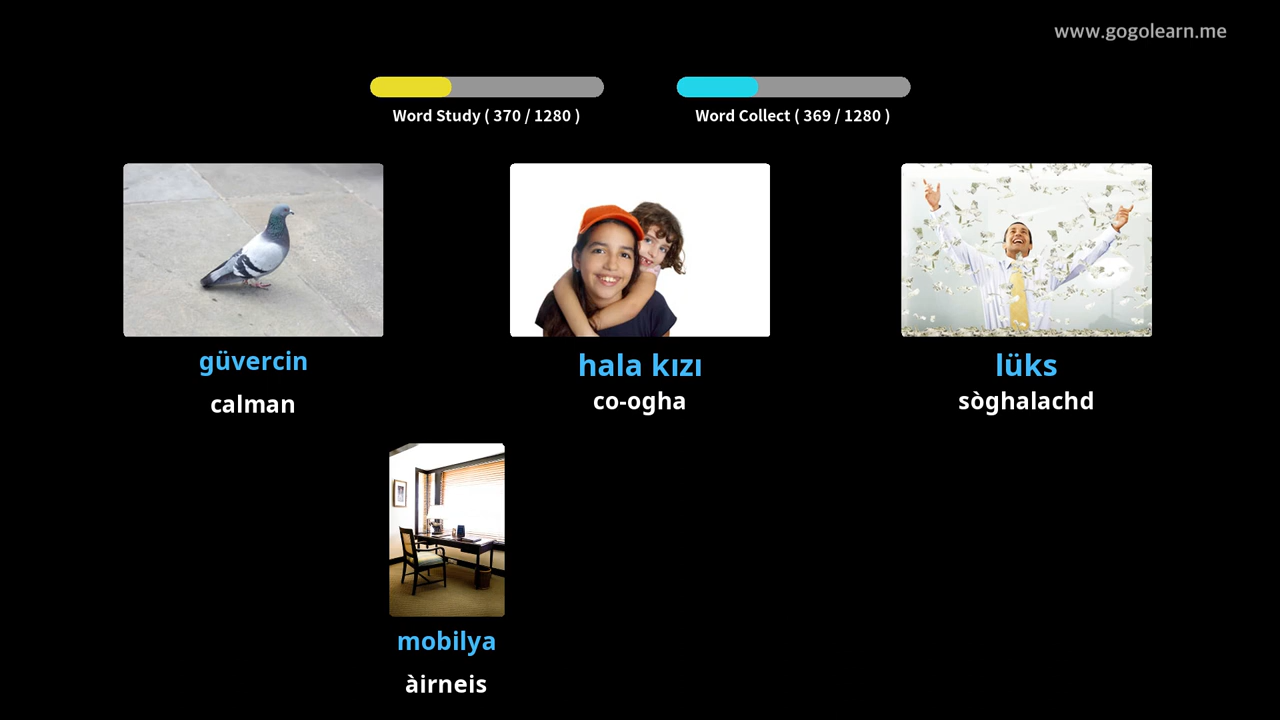 www.gogolearn.me
Word Study ( 370 / 1280 )
Word Collect ( 369 / 1280 )
güvercin
calman
hala kızı
co-ogha
lüks
sòghalachd
mobilya
àirneis